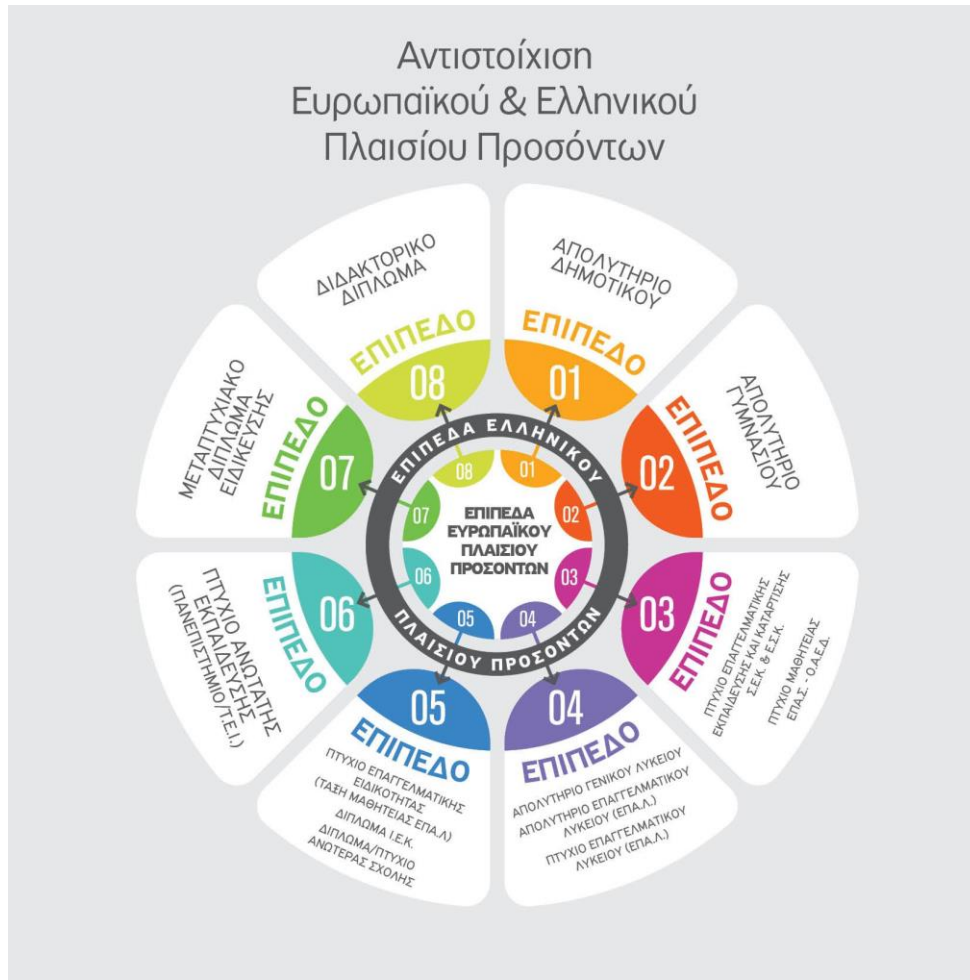 Αντιστοίχιση
Ευρωπαϊκού & Ελληνικού
Πλαισίου Προσόντων
ΑΠΟΛΥΤΗΡΙΟ
ΔΗΜΟΤΙΚΟΥ
ΕΠΙΠΕΔΟ
01
ΑΠΟΛΥΤΗΡΙΟ
ΓΥΜΝΑΣΙΟΥ
ΕΠΙΠΕΔΟ
02
ΠΤΥΧΙΟ ΕΠΑΓΓΕΛΜΑΤΙΚΗΣ
ΕΚΠΑΙΔΕΥΣΗΣ ΚΑΙ ΚΑΤΑΡΤΙΣΗΣ
Σ.Ε.Κ. & Ε.Σ.Κ.
ΠΤΥΧΙΟ ΜΑΘΗΤΕΙΑΣ
ΕΠΑ.Σ. - Ο.Α.Ε.Δ.
ΕΠΙΠΕΔΟ
03
04
ΕΠΙΠΕΔΟ
ΑΠΟΛΥΤΗΡΙΟ ΓΕΝΙΚΟΥ ΛΥΚΕΙΟΥ
ΑΠΟΛΥΤΗΡΙΟ ΕΠΑΓΓΕΛΜΑΤΙΚΟΥ
ΛΥΚΕΙΟΥ (ΕΠΑ.Λ.)
ΠΤΥΧΙΟ ΕΠΑΓΓΕΛΜΑΤΙΚΟΥ
ΛΥΚΕΙΟΥ (ΕΠΑ.Λ.)
05
ΕΠΙΠΕΔΟ
ΠΤΥΧΙΟ ΕΠΑΓΓΕΛΜΑΤΙΚΗΣ
ΕΙΔΙΚΟΤΗΤΑΣ
(ΤΑΞΗ ΜΑΘΗΤΕΙΑΣ ΕΠΑ.Λ)
ΔΙΠΛΩΜΑ Ι.Ε.Κ.
ΔΙΠΛΩΜΑ/ΠΤΥΧΙΟ
ΑΝΩΤΕΡΑΣ ΣΧΟΛΗΣ
06
ΕΠΙΠΕΔΟ
ΠΤΥΧΙΟ ΑΝΩΤΑΤΗΣ
ΕΚΠΑΙΔΕΥΣΗΣ
(ΠΑΝΕΠΙΣΤΗΜΙΟ/Τ.Ε.Ι.)
ΜΕΤΑΠΤΥΧΙΑΚΟ
ΔΙΠΛΩΜΑ
ΕΙΔΙΚΕΥΣΗΣ
ΕΠΙΠΕΔΟ
07
ΔΙΔΑΚΤΟΡΙΚΟ
ΔΙΠΛΩΜΑ
ΕΠΙΠΕΔΟ
08
ΕΠΙΠΕΔΑ ΕΛΛΗΝΙΚΟΥ
ΠΛΑΙΣΙΟΥ ΠΡΟΣΟΝΤΩΝ
01
02
03
04
05
06
07
08
ΕΠΙΠΕΔΑ
ΕΥΡΩΠΑΪΚΟΥ
ΠΛΑΙΣΙΟΥ
ΠΡΟΣΟΝΤΩΝ